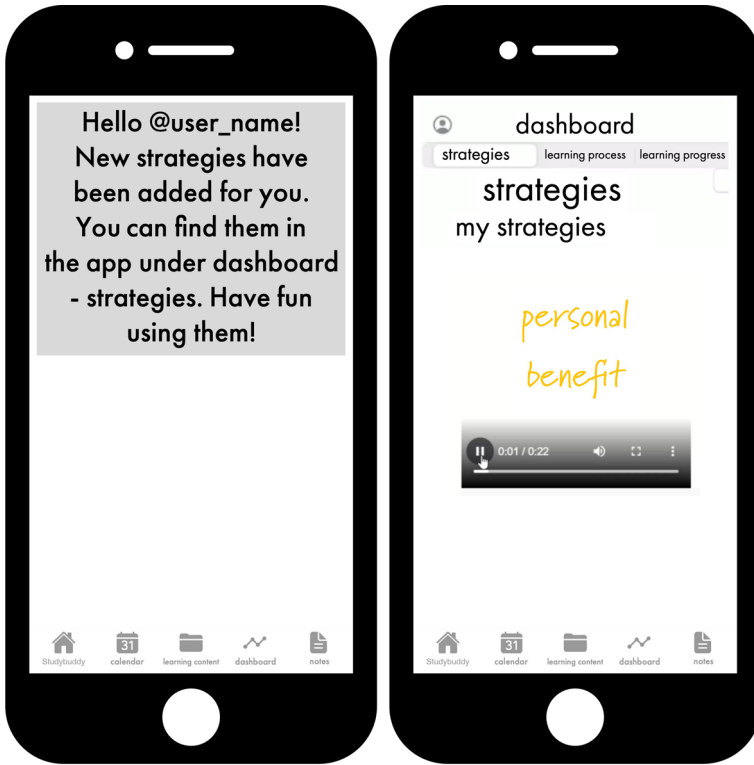 Hello @user_name!
New strategies have
been added for you.
You can find them in
the app under dashboard
- strategies. Have fun
using them!
31
Studybuddy calendar learning content dashboard notes
dashboard
strategies learning process learning progress
strategies
my strategies
personal
benefit
0:01 / 0:22
31
Studybuddy calendar learning content dashboard notes